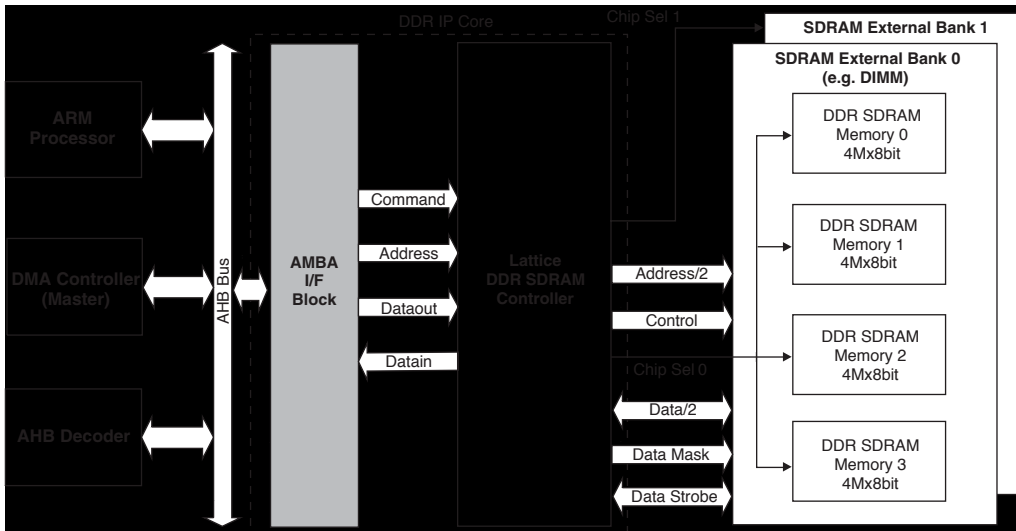 DDR IP Core
Chip Sel 1
SDRAM External Bank 1
SDRAM External Bank 0
(e.g. DIMM)
ARM
Processor
DDR SDRAM
Memory 0
4Mx8bit
Command
DMA Controller
(Master)
AHB Bus
AMBA
I/F
Block
Address
Dataout
Datain
Lattice
DDR SDRAM
Controller
Address/2
Control
Chip Sel 0
DDR SDRAM
Memory 1
4Mx8bit
DDR SDRAM
Memory 2
4Mx8bit
AHB Decoder
Data/2
Data Mask
Data Strobe
DDR SDRAM
Memory 3
4Mx8bit